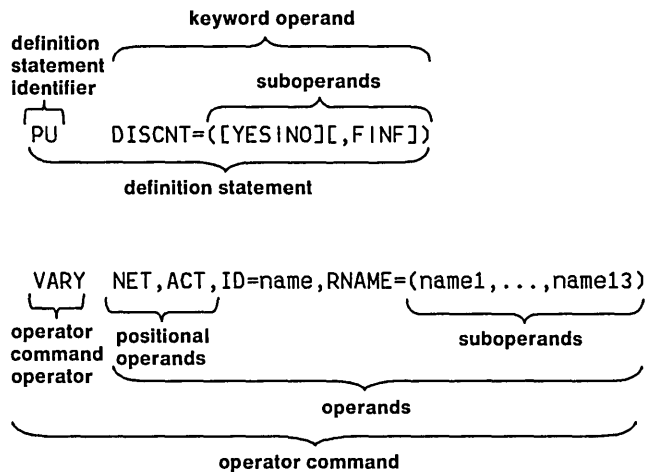 keyword operand
definition
statement
identifier
suboperands
PU DISCNT=([YES|NO][,F|NF])
definition statement
VARY NET,ACT,ID=name,RNAME=(name1,...,name13)
operator
command
operator
positional
operands
suboperands
operands
operator command